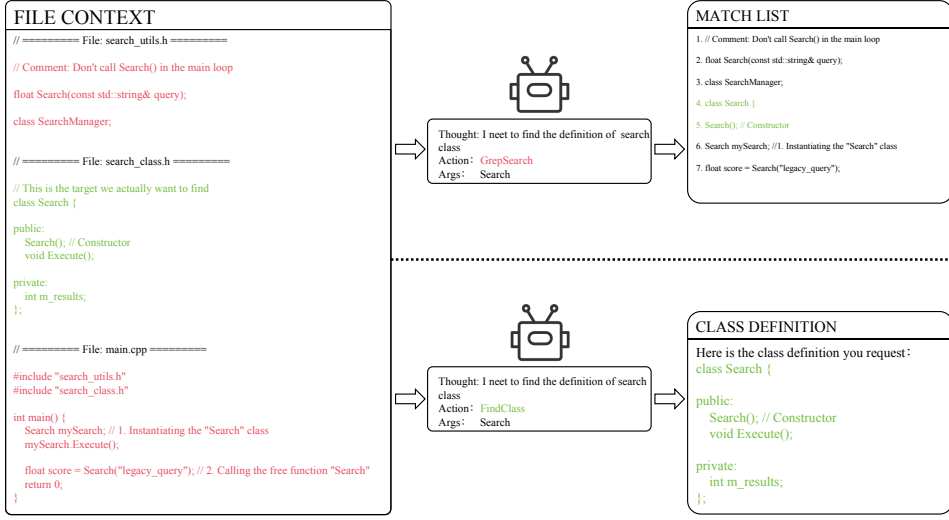 FILE CONTEXT
// ========= File: search_utils.h =========
// Comment: Don't call Search() in the main loop
float Search(const std::string& query);
class SearchManager;
// ========= File: search_class.h =========
// This is the target we actually want to find
class Search {
public:
Search(); // Constructor
void Execute();
private:
int m_results;
};
// ========= File: main.cpp =========
#include "search_utils.h"
#include "search_class.h"
int main() {
Search mySearch; // 1. Instantiating the "Search" class
mySearch.Execute();
float score = Search("legacy_query"); // 2. Calling the free function "Search"
return 0;
}
Thought: I neet to find the definition of search
class
Action: GrepSearch
Args: Search
MATCH LIST
1. // Comment: Don't call Search() in the main loop
2. float Search(const std::string& query);
3. class SearchManager;
4. class Search {
5. Search(); // Constructor
6. Search mySearch; //1. Instantiating the "Search" class
7. float score = Search("legacy_query");
Thought: I neet to find the definition of search
class
Action: FindClass
Args: Search
CLASS DEFINITION
Here is the class definition you request:
class Search {
public:
Search(); // Constructor
void Execute();
private:
int m_results;
};